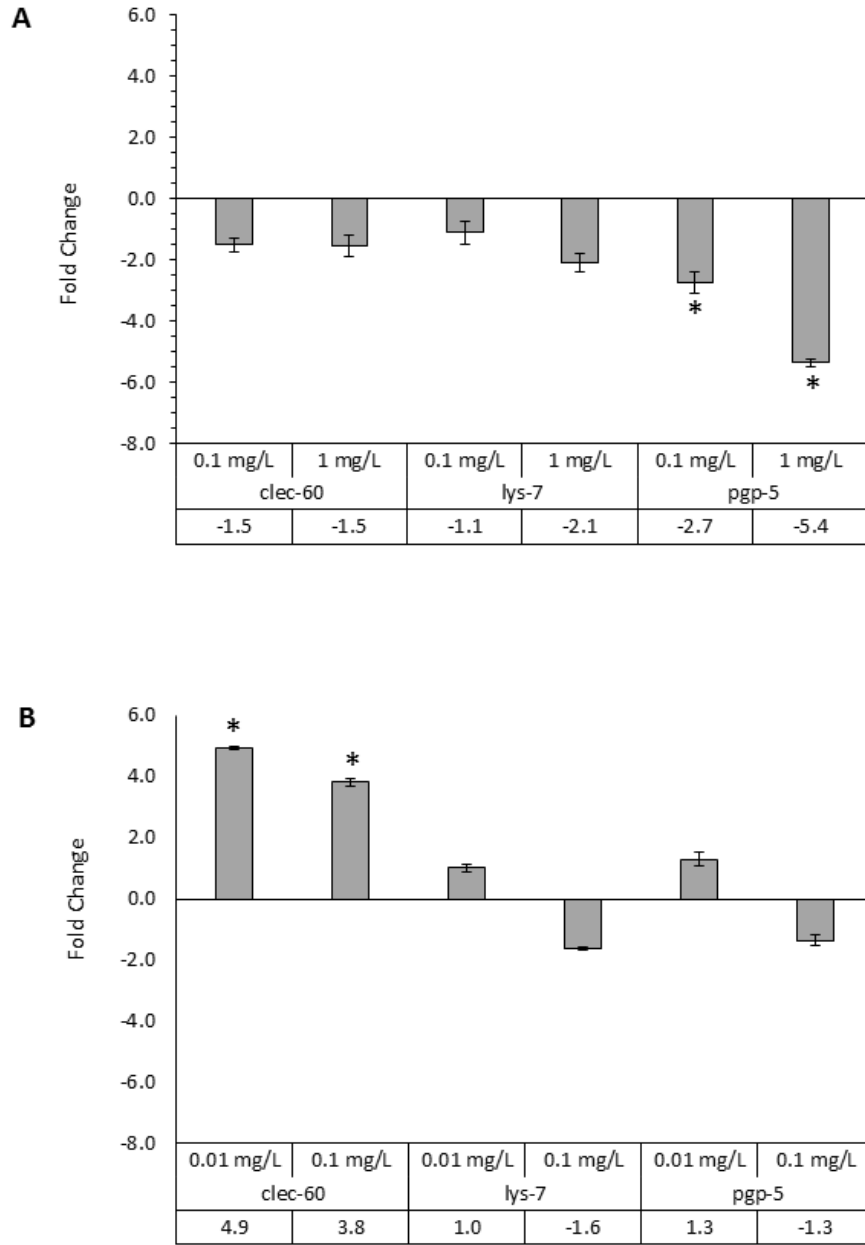 A
6.0
4.0
2.0
0.0
-2.0
-4.0
-6.0
-8.0
Fold Change
*
*
0.1 mg/L 1 mg/L 0.1 mg/L 1 mg/L 0.1 mg/L 1 mg/L
clec-60 lys-7 pgp-5
-1.5 -1.5 -1.1 -2.1 -2.7 -5.4
B
6.0
4.0
2.0
0.0
-2.0
-4.0
-6.0
-8.0
Fold Change
*
*
0.01 mg/L 0.1 mg/L 0.01 mg/L 0.1 mg/L 0.01 mg/L 0.1 mg/L
clec-60 lys-7 pgp-5
4.9 3.8 1.0 -1.6 1.3 -1.3